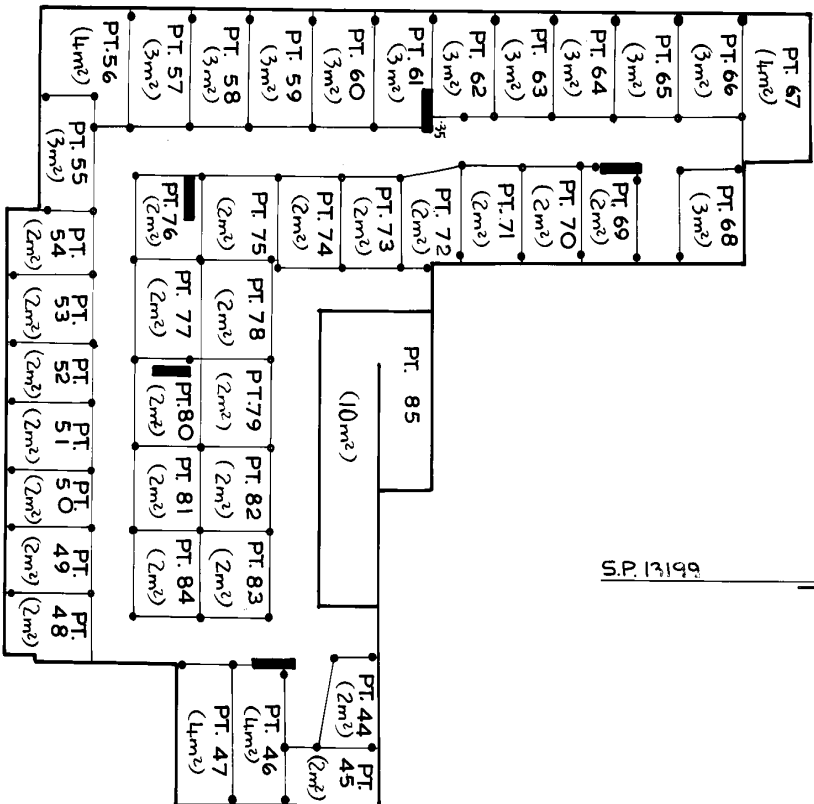 PT.56
(4m²)
PT.57
(3m²)
PT. 58
(3m²)
PT. 59
(3m²)
PT. 60
(3m²)
PT. 61
(3m²)
PT. 62
(3m²)
PT. 63
(3m²)
PT. 64
(3m²)
PT. 65
(3m²)
PT. 66
(3m²)
PT. 67
(4m²)
.35
PT. 55
(3m²)
PT.
54
(2m²)
PT.
53
(2m²)
PT.
52
(2m²)
PT.
51
(2m²)
PT.
50
(2m²)
PT.
49
(2m²)
PT.
48
(2m²)
PT.76
(2m²)
PT. 75
(2m²)
PT. 74
(2m²)
PT. 73
(2m²)
PT. 72
(2m²)
PT. 71
(2m²)
PT. 70
(2m²)
PT. 69
(2m²)
PT. 68
(3m²)
PT. 77
(2m²)
PT. 78
(2m²)
PT.80
(2m²)
PT.79
(2m²)
PT. 81
(2m²)
PT. 82
(2m²)
PT. 84
(2m²)
PT. 83
(2m²)
PT. 85
(10m²)
PT. 44
(2m²)
PT.
45
(2m²)
PT. 46
(4m²)
PT. 47
(4m²)
S.P. 13199